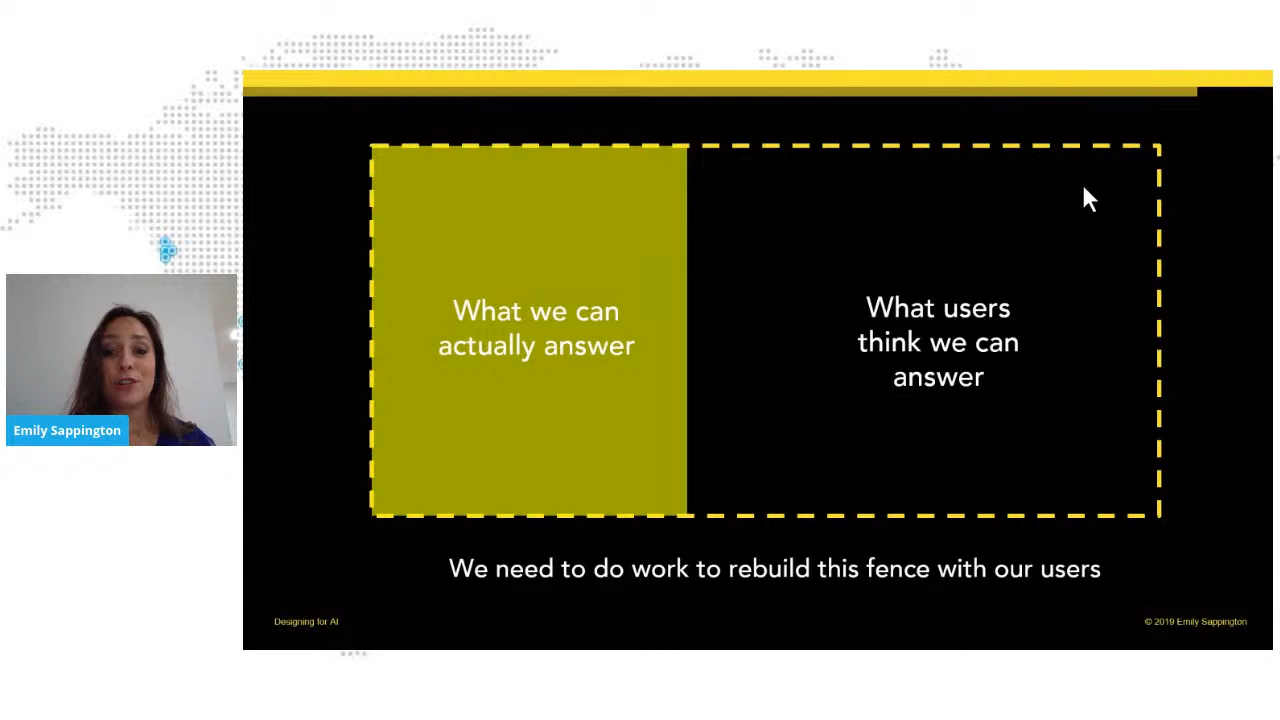 What we can
actually answer
What users
think we can
answer
Emily Sappington
We need to do work to rebuild this fence with our users
Designing for AI
© 2019 Emily Sappington